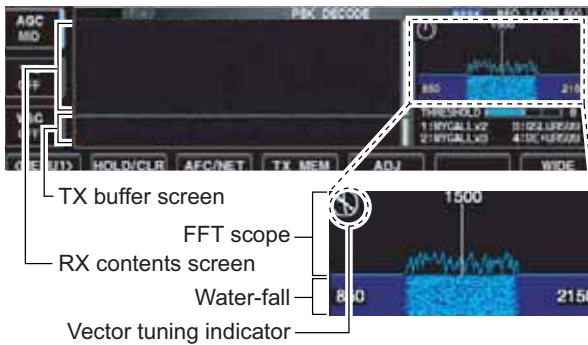 AGC
MID
PSK DECODE
1500
OFF
850
THRESHOLD
<MENU1>
HOLD/CLR
AFC/NET
TX MEM
ADJ
WIDE
TX buffer screen
FFT scope
1500
RX contents screen
Water-fall
850
2150
Vector tuning indicator